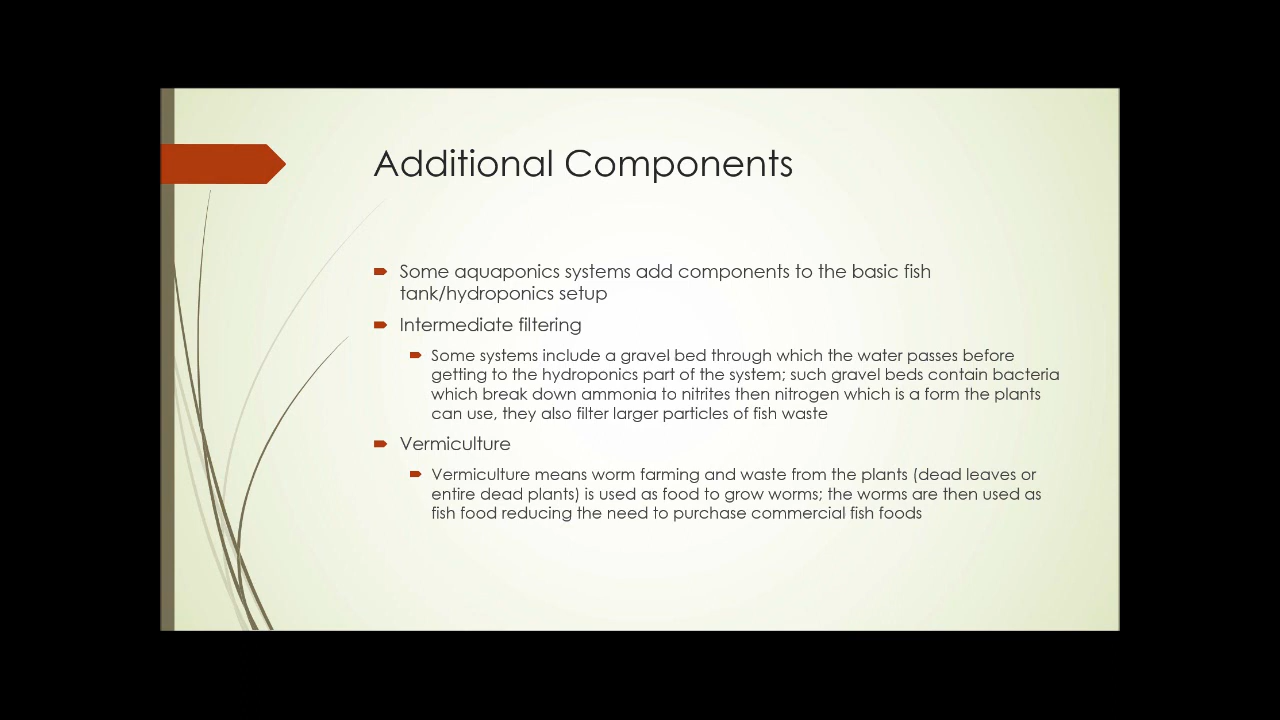 Additional Components
Some aquaponics systems add components to the basic fish
tank/hydroponics setup
Intermediate filtering
Some systems include a gravel bed through which the water passes before
getting to the hydroponics part of the system; such gravel beds contain bacteria
which break down ammonia to nitrites then nitrogen which is a form the plants
can use, they also filter larger particles of fish waste
Vermiculture
Vermiculture means worm farming and waste from the plants (dead leaves or
entire dead plants) is used as food to grow worms; the worms are then used as
fish food reducing the need to purchase commercial fish foods